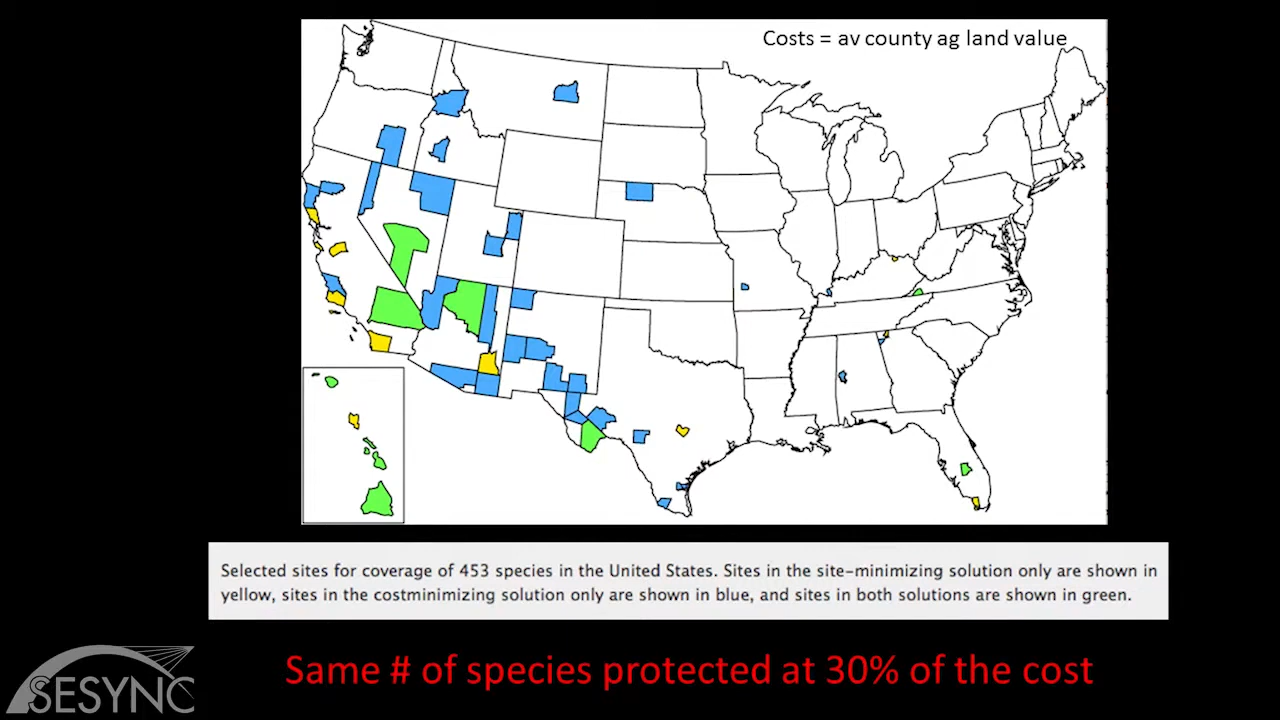 Costs = av county ag land value
Selected sites for coverage of 453 species in the United States. Sites in the site-minimizing solution only are shown in
yellow, sites in the costminimizing solution only are shown in blue, and sites in both solutions are shown in green.
SESYNC
Same # of species protected at 30% of the cost